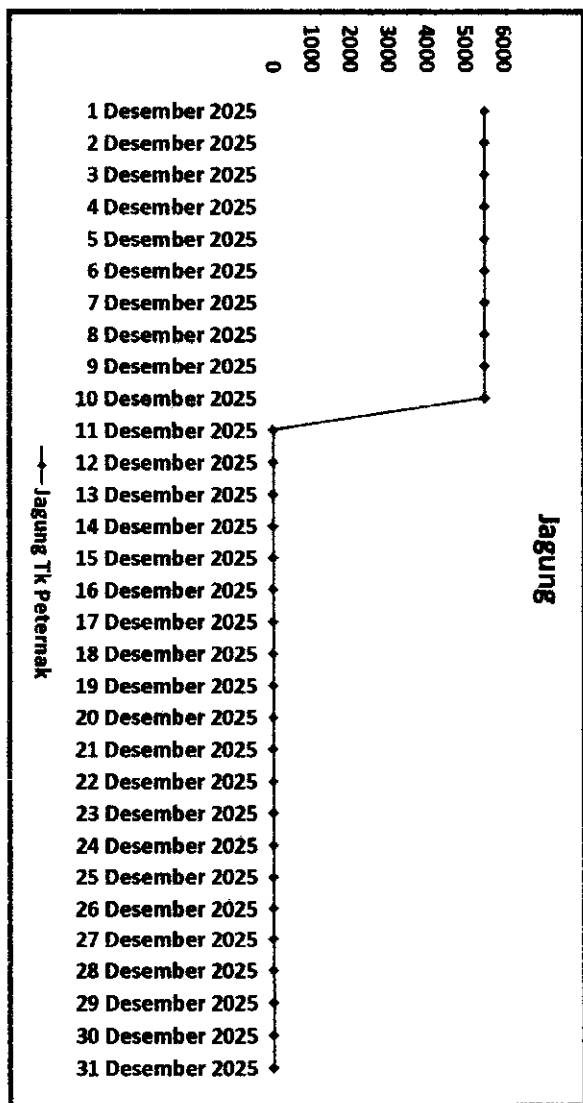 Jagung
6000
5000
4000
3000
2000
1000
0
1 Desember 2025
2 Desember 2025
3 Desember 2025
4 Desember 2025
5 Desember 2025
6 Desember 2025
7 Desember 2025
8 Desember 2025
9 Desember 2025
10 Desember 2025
11 Desember 2025
12 Desember 2025
13 Desember 2025
14 Desember 2025
15 Desember 2025
16 Desember 2025
17 Desember 2025
18 Desember 2025
19 Desember 2025
20 Desember 2025
21 Desember 2025
22 Desember 2025
23 Desember 2025
24 Desember 2025
25 Desember 2025
26 Desember 2025
27 Desember 2025
28 Desember 2025
29 Desember 2025
30 Desember 2025
31 Desember 2025
Jagung Tk Peternak